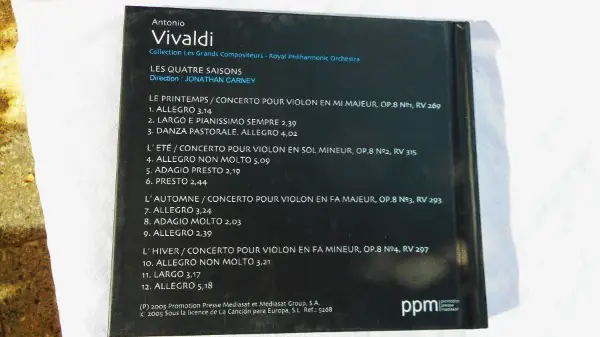 Antonio
Vivaldi
Collection Les Grands Compositeurs - Royal Philharmonic Orchestra
LES QUATRE SAISONS
Direction : JONATHAN CARNEY
LE PRINTEMPS / CONCERTO POUR VIOLON EN MI MAJEUR, OP.8 Nº1, RV 269
1. ALLEGRO 3,14
2. LARGO E PIANISSIMO SEMPRE 2,39
3. DANZA PASTORALE. ALLEGRO 4,02
L' ETÉ / CONCERTO POUR VIOLON EN SOL MINEUR, OP.8 Nº2, RV 315
4. ALLEGRO NON MOLTO 5,09
5. ADAGIO PRESTO 2,19
6. PRESTO 2,44
L' AUTOMNE / CONCERTO POUR VIOLON EN FA MAJEUR, OP.8 Nº3, RV 293
7. ALLEGRO 3,24
8. ADAGIO MOLTO 2,03
9. ALLEGRO 2,39
L' HIVER / CONCERTO POUR VIOLON EN FA MINEUR, OP.8 Nº4, RV 297
10. ALLEGRO NON MOLTO 3,21
11. LARGO 3,17
12. ALLEGRO 5,18
(P) 2005 Promotion Presse Mediasat et Mediasat Group, S.A.
© 2005 Sous la licence de La Canción para Europa, S.L Réf.: 5268
ppm
promotion
presse
mediasat